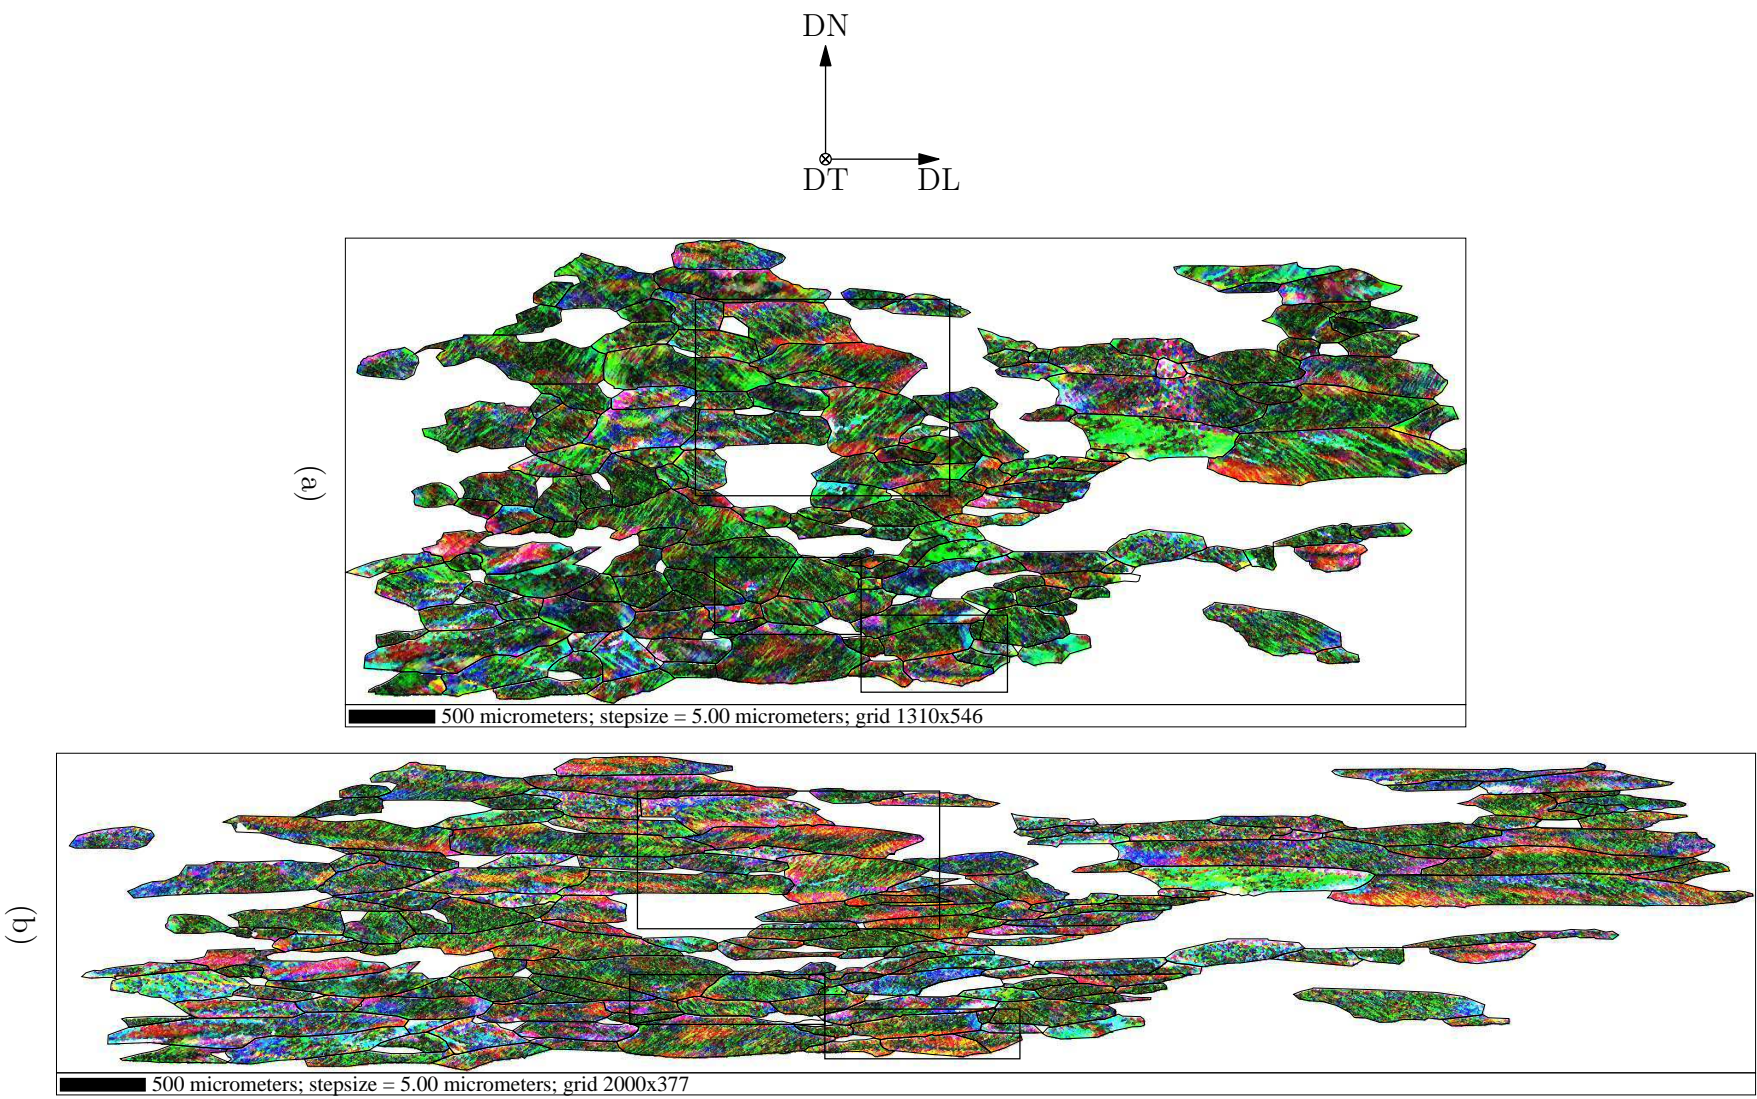 DN
DT DL
(a)
500 micrometers; stepsize = 5.00 micrometers; grid 1310x546
(b)
500 micrometers; stepsize = 5.00 micrometers; grid 2000x377